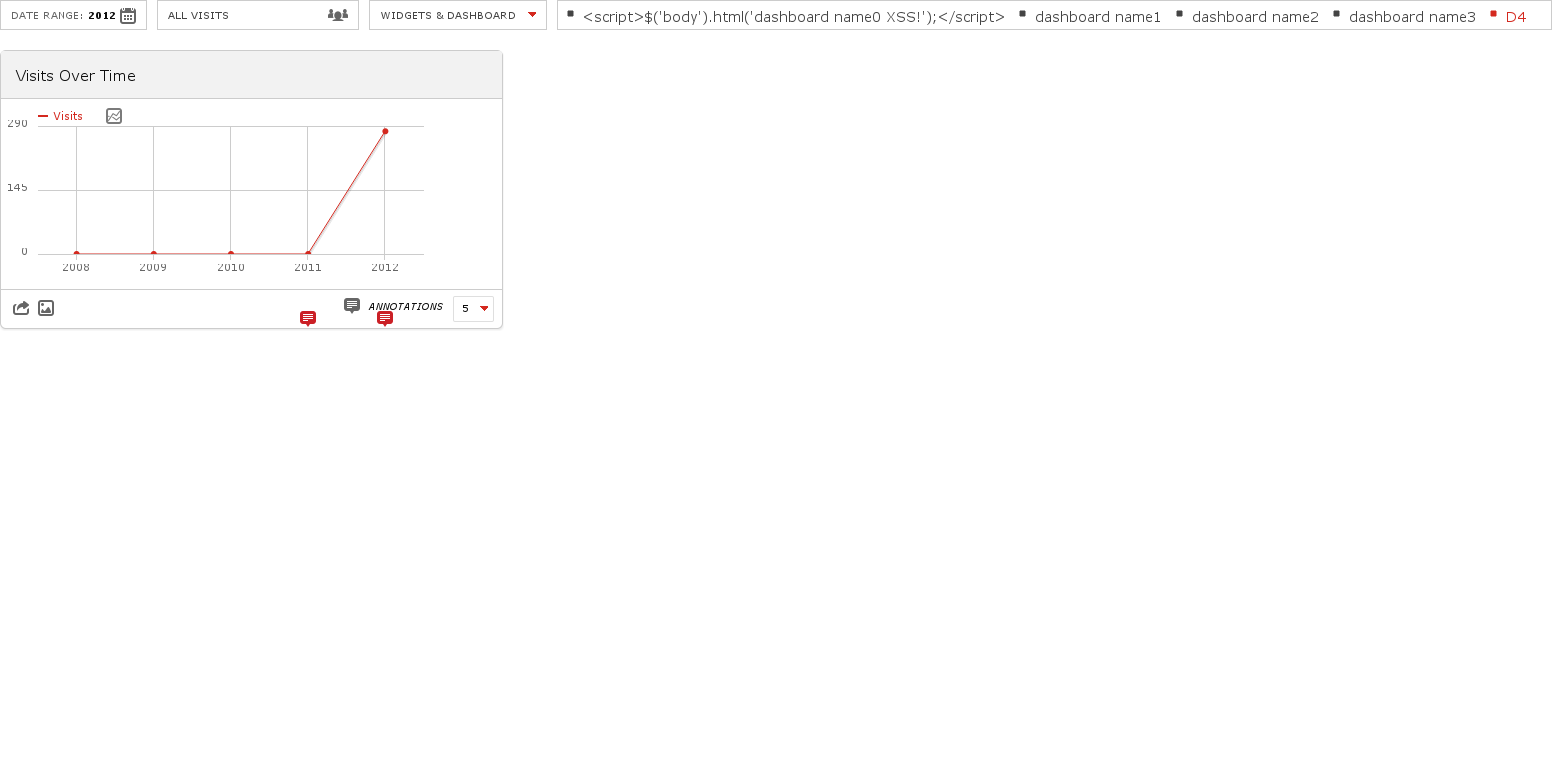 DATE RANGE: 2012 ALL VISITS WIDGETS & DASHBOARD <script>$('body').html('dashboard name0 XSS!');</script> dashboard name1 dashboard name2 dashboard name3 D4
Visits Over Time
Visits
290
145
0
2008 2009 2010 2011 2012
ANNOTATIONS 5